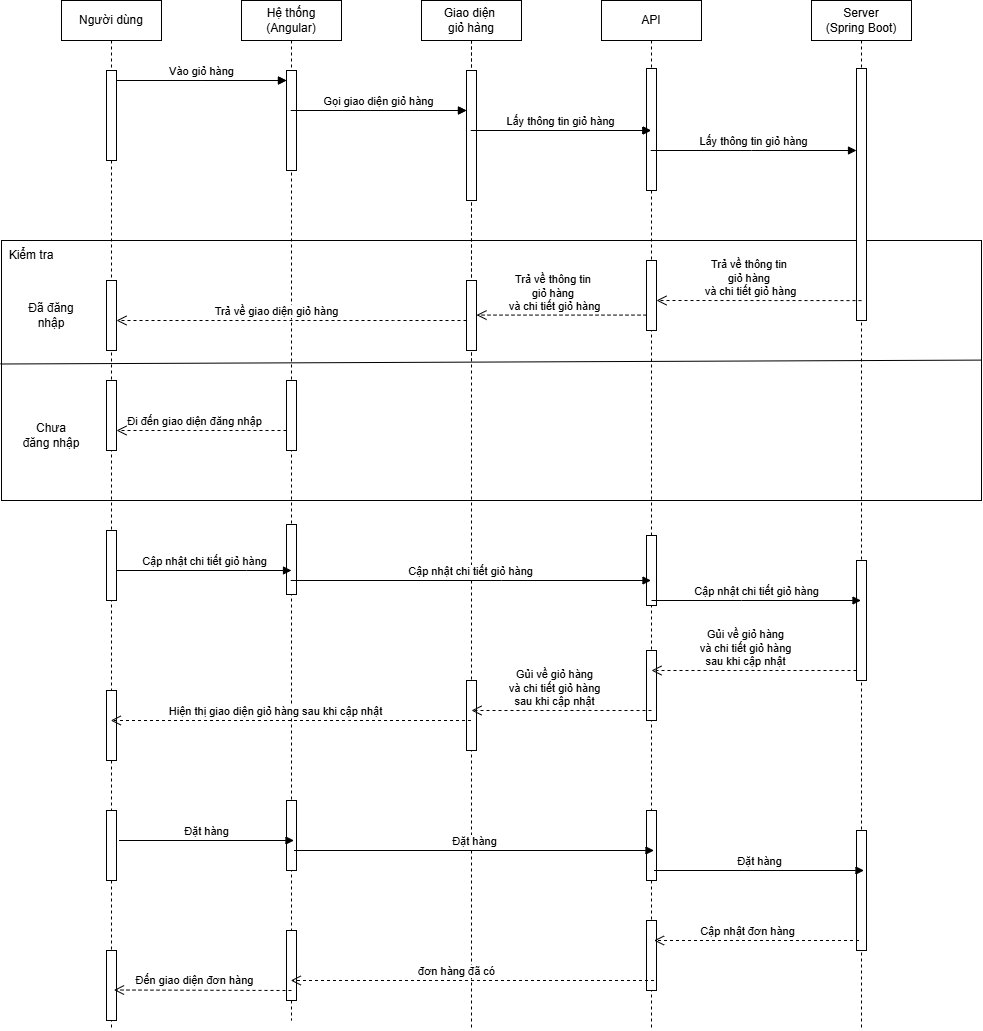 Người dùng
Hệ thống
(Angular)
Giao diện
giỏ hàng
API
Server
(Spring Boot)
Vào giỏ hàng
Gọi giao diện giỏ hàng
Lấy thông tin giỏ hàng
Lấy thông tin giỏ hàng
Kiểm tra
Trả về thông tin
giỏ hàng
và chi tiết giỏ hàng
Trả về thông tin
giỏ hàng
và chi tiết giỏ hàng
Đã đăng
nhập
Trả về giao diện giỏ hàng
Chưa
đăng nhập
Đi đến giao diện đăng nhập
Cập nhật chi tiết giỏ hàng
Cập nhật chi tiết giỏ hàng
Cập nhật chi tiết giỏ hàng
Gủi về giỏ hàng
và chi tiết giỏ hàng
sau khi cập nhật
Gủi về giỏ hàng
và chi tiết giỏ hàng
sau khi cập nhật
Hiện thị giao diện giỏ hàng sau khi cập nhật
Đặt hàng
Đặt hàng
Đặt hàng
Cập nhật đơn hàng
đơn hàng đã có
Đến giao diện đơn hàng